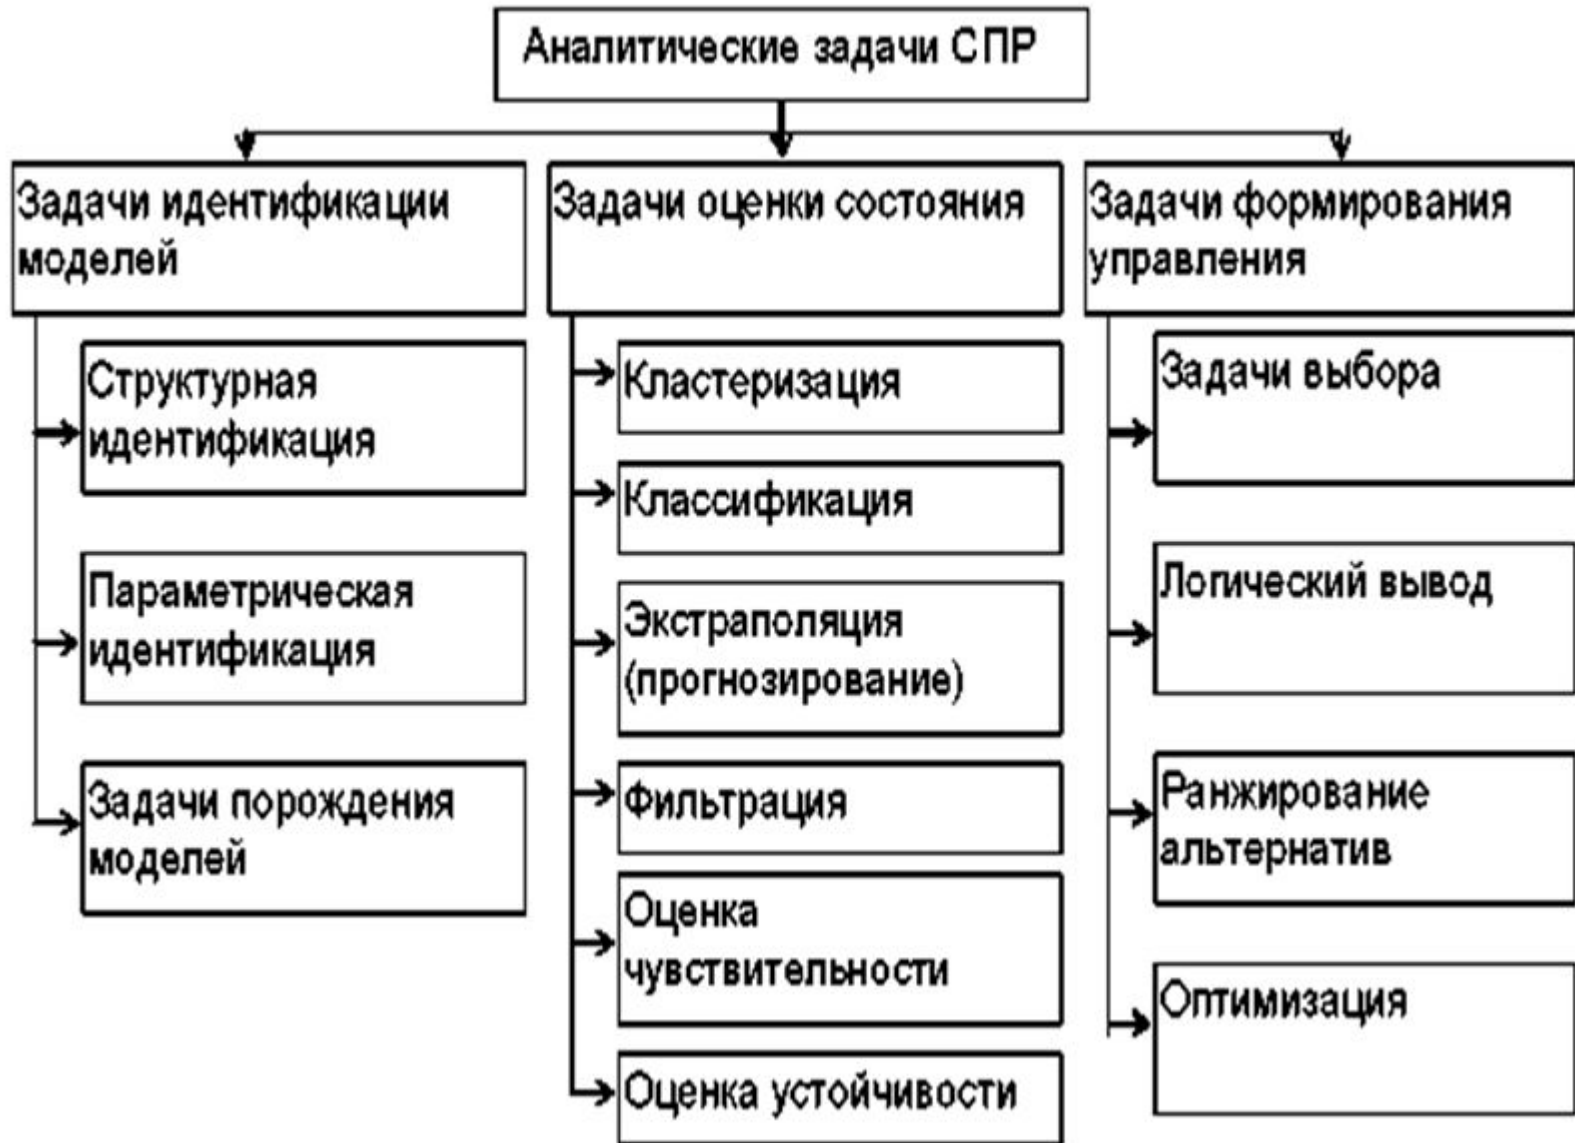 Аналитические задачи СПР
Задачи идентификации
моделей
Структурная
идентификация
Параметрическая
идентификация
Задачи порождения
моделей
Задачи оценки состояния
Кластеризация
Классификация
Экстраполяция
(прогнозирование)
Фильтрация
Оценка
чувствительности
Оценка устойчивости
Задачи формирования
управления
Задачи выбора
Логический вывод
Ранжирование
альтернатив
Оптимизация